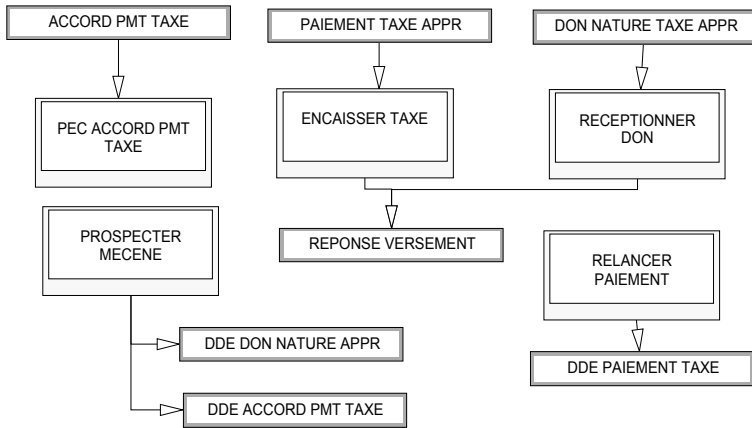 ACCORD PMT TAXE
PAIEMENT TAXE APPR
DON NATURE TAXE APPR
PEC ACCORD PMT
TAXE
ENCAISSER TAXE
RECEPTIONNER
DON
PROSPECTER
MECENE
REPONSE VERSEMENT
RELANCER
PAIEMENT
DDE DON NATURE APPR
DDE PAIEMENT TAXE
DDE ACCORD PMT TAXE